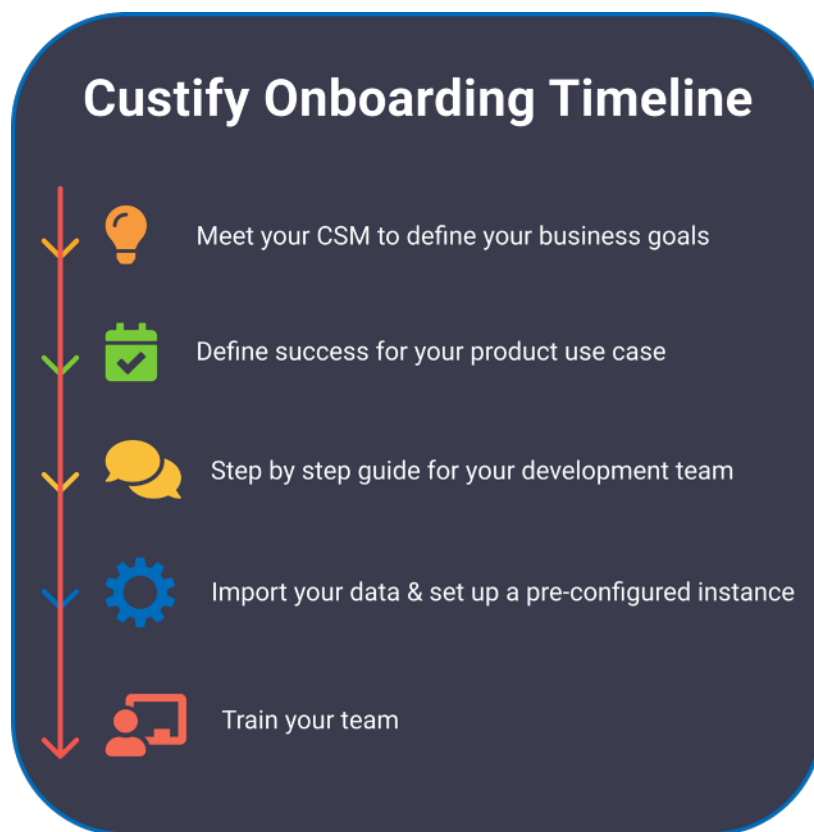 Custify Onboarding Timeline
Meet your CSM to define your business goals
Define success for your product use case
Step by step guide for your development team
Import your data & set up a pre-configured instance
Train your team